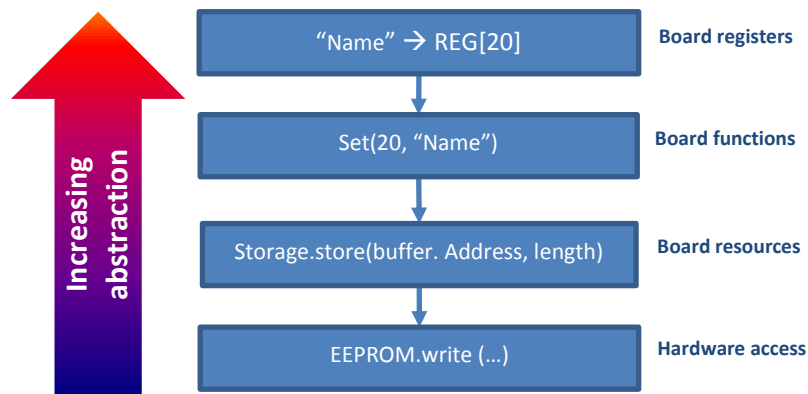 “Name” → REG[20]
Board registers
Set(20, “Name”)
Board functions
Storage.store(buffer. Address, length)
Board resources
EEPROM.write (…)
Hardware access
Increasing
abstraction